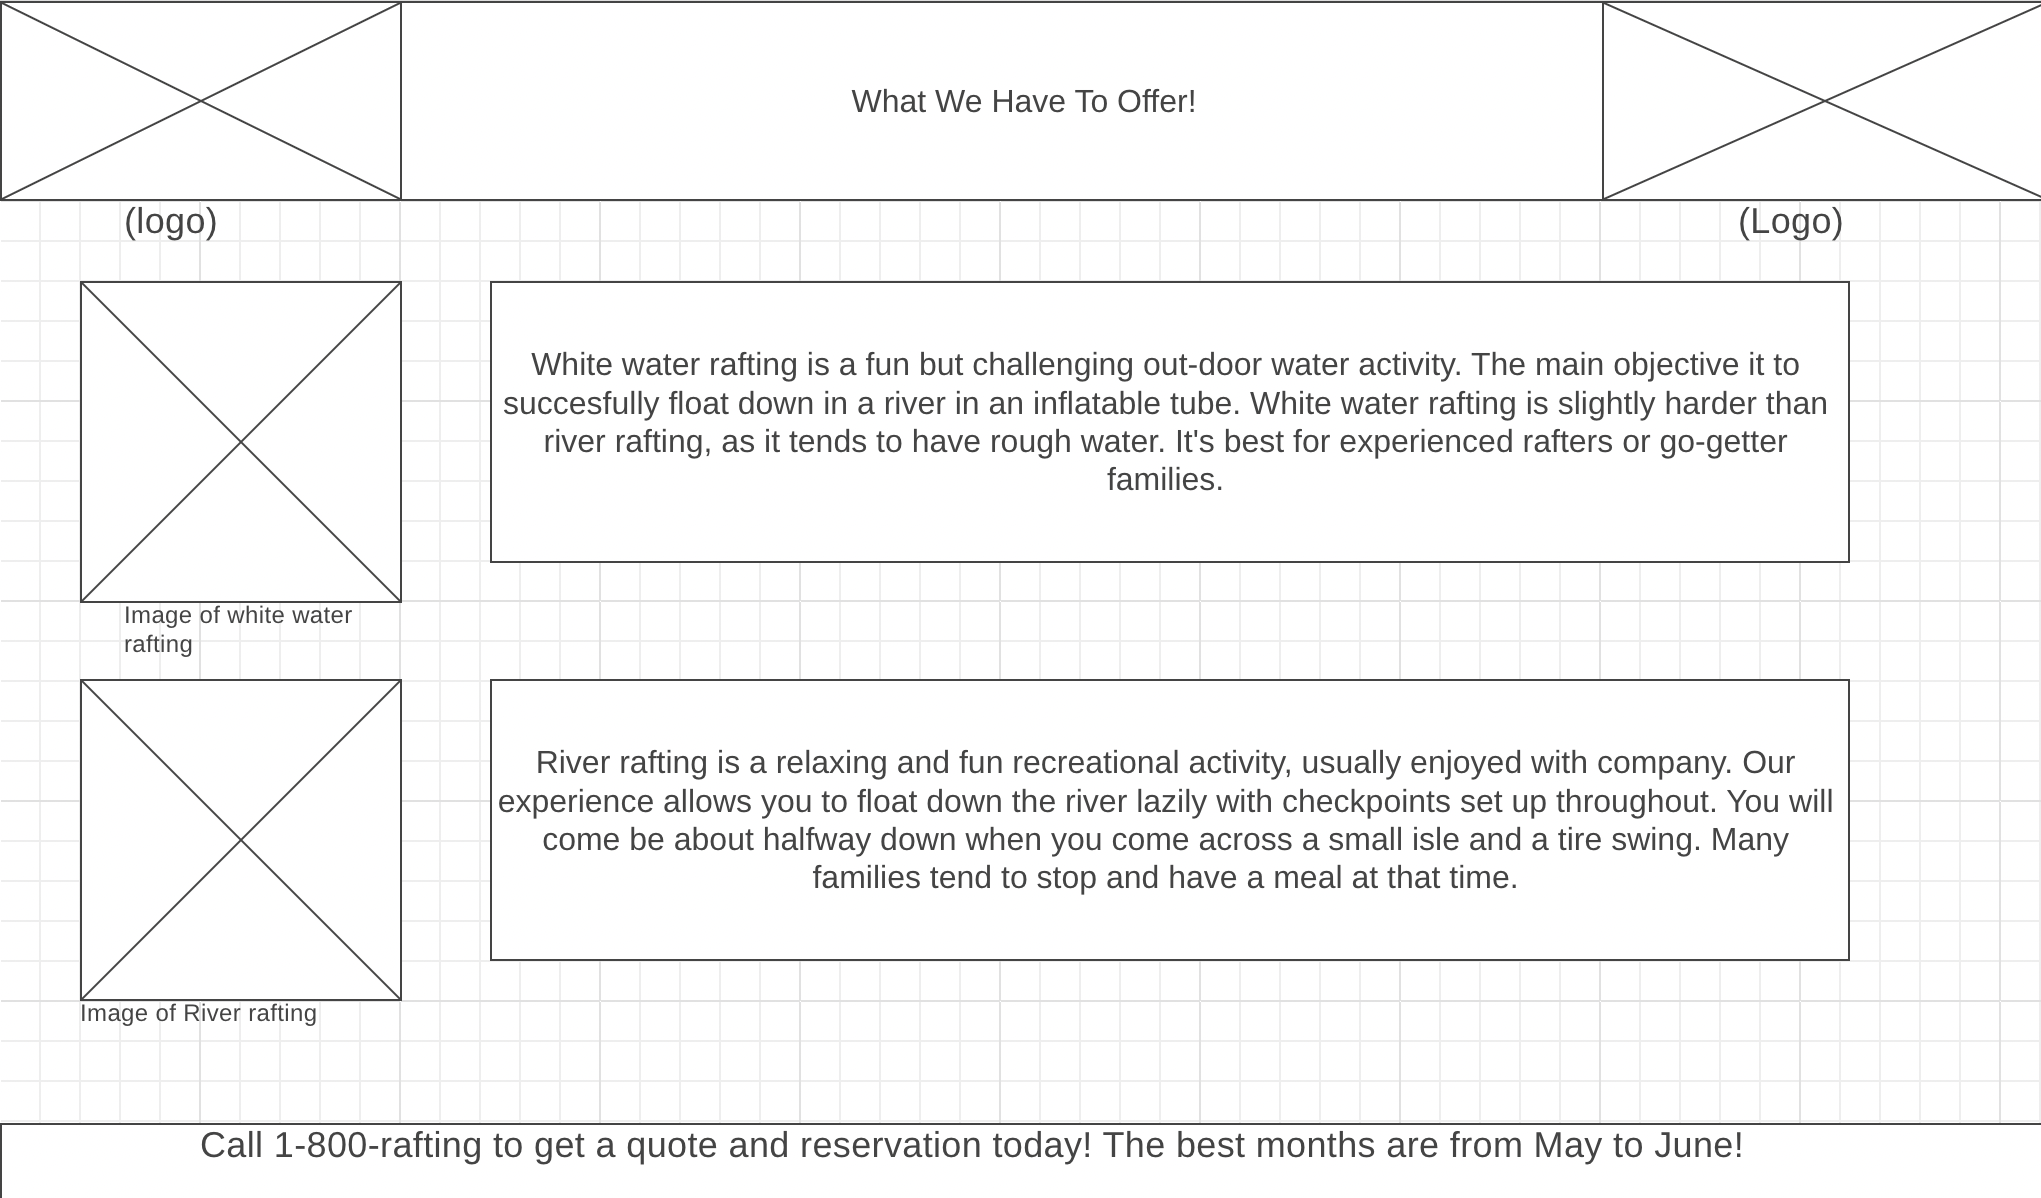 What We Have To Offer!
(logo)
(Logo)
White water rafting is a fun but challenging out-door water activity. The main objective it to
succesfully float down in a river in an inflatable tube. White water rafting is slightly harder than
river rafting, as it tends to have rough water. It's best for experienced rafters or go-getter
families.
Image of white water
rafting
River rafting is a relaxing and fun recreational activity, usually enjoyed with company. Our
experience allows you to float down the river lazily with checkpoints set up throughout. You will
come be about halfway down when you come across a small isle and a tire swing. Many
families tend to stop and have a meal at that time.
Image of River rafting
Call 1-800-rafting to get a quote and reservation today! The best months are from May to June!